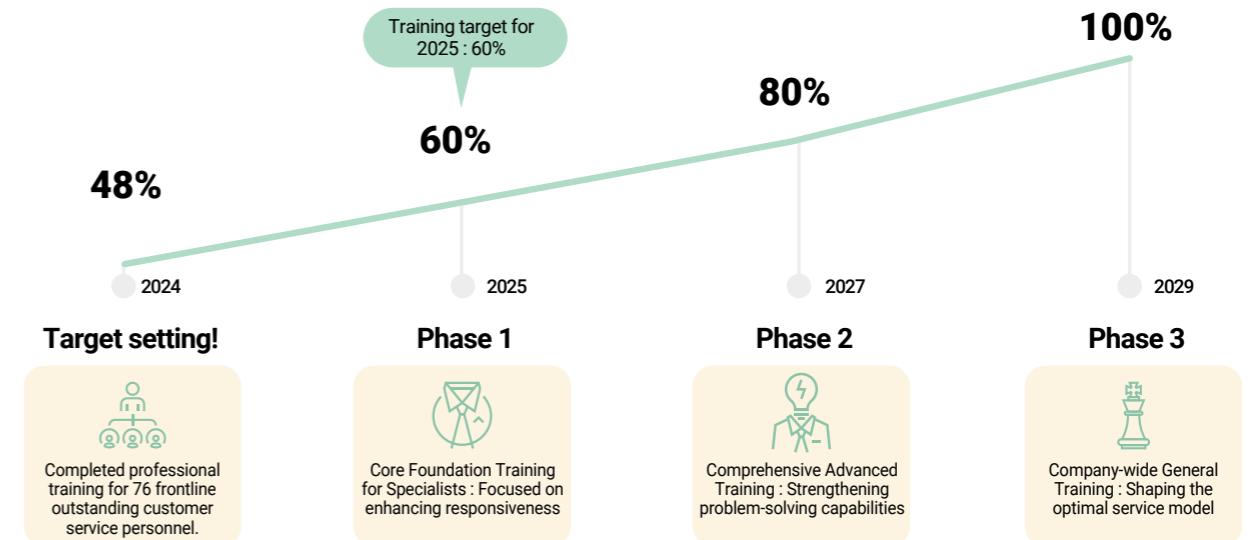 Training target for
2025 : 60%
100%
80%
60%
48%
2024
2025
2027
2029
Target setting!
Phase 1
Phase 2
Phase 3
Completed professional
training for 76 frontline
outstanding customer
service personnel.
Core Foundation Training
for Specialists : Focused on
enhancing responsiveness
Comprehensive Advanced
Training : Strengthening
problem-solving capabilities
Company-wide General
Training : Shaping the
optimal service model